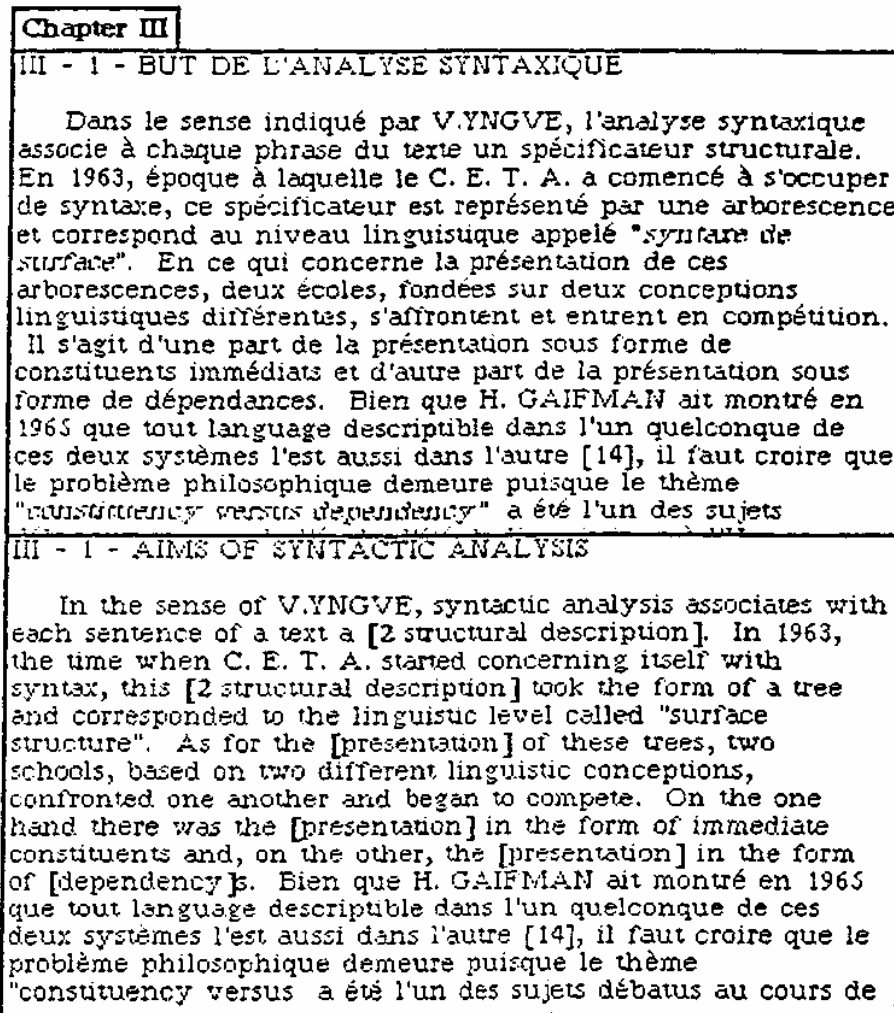 Chapter III
III - 1 - BUT DE L'ANALYSE SYNTAXIQUE
Dans le sense indiqué par V.YNGVE, l'analyse syntaxique
associe à chaque phrase du texte un spécificateur structurale.
En 1963, époque à laquelle le C. E. T. A. a comencé à s'occuper
de syntaxe, ce spécificateur est représenté par une arborescence
et correspond au niveau linguistique appelé "syntaxe de
surface". En ce qui concerne la présentation de ces
arborescences, deux écoles, fondées sur deux conceptions
linguistiques différentes, s'affrontent et entrent en compétition.
Il s'agit d'une part de la présentation sous forme de
constituents immédiats et d'autre part de la présentation sous
forme de dépendances. Bien que H. GAIFMAN ait montré en
1965 que tout language descriptible dans l'un quelconque de
ces deux systèmes l'est aussi dans l'autre [14], il faut croire que
le problème philosophique demeure puisque le thème
"constituency versus dependency" a été l'un des sujets
III - 1 - AIMS OF SYNTACTIC ANALYSIS
In the sense of V.YNGVE, syntactic analysis associates with
each sentence of a text a [2 structural description]. In 1963,
the time when C. E. T. A. started concerning itself with
syntax, this [2 structural description] took the form of a tree
and corresponded to the linguistic level called "surface
structure". As for the [presentation] of these trees, two
schools, based on two different linguistic conceptions,
confronted one another and began to compete. On the one
hand there was the [presentation] in the form of immediate
constituents and, on the other, the [presentation] in the form
of [dependency]s. Bien que H. GAIFMAN ait montré en 1965
que tout language descriptible dans l'un quelconque de ces
deux systèmes l'est aussi dans l'autre [14], il faut croire que le
problème philosophique demeure puisque le thème
"constituency versus a été l'un des sujets débatus au cours de